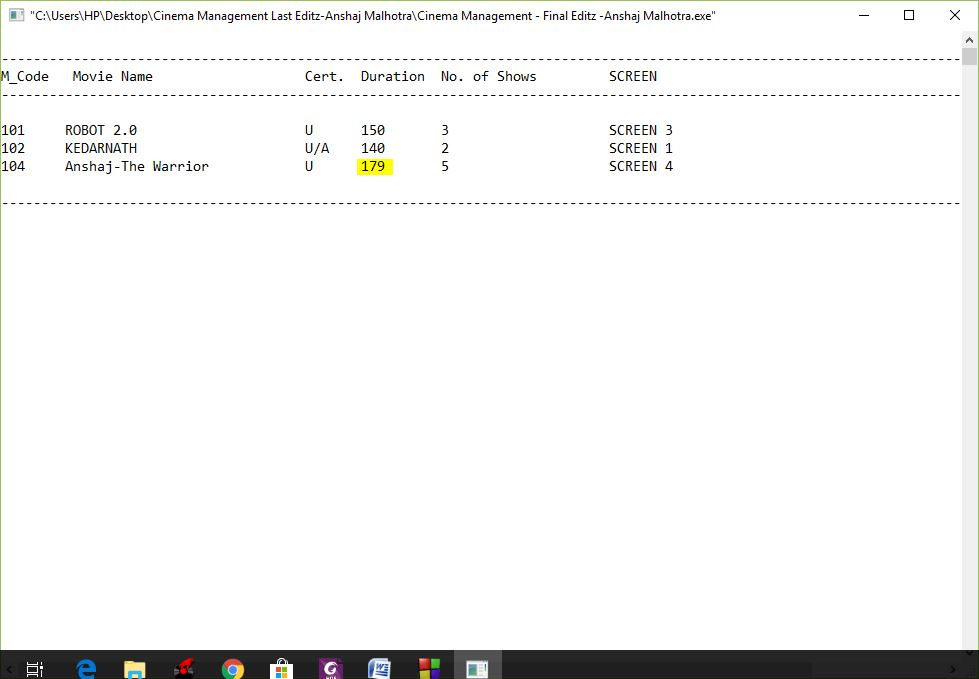 "C:\Users\HP\Desktop\Cinema Management Last Editz-Anshaj Malhotra\Cinema Management - Final Editz -Anshaj Malhotra.exe"
M_Code Movie Name Cert. Duration No. of Shows SCREEN
101 ROBOT 2.0 U 150 3 SCREEN 3
102 KEDARNATH U/A 140 2 SCREEN 1
104 Anshaj-The Warrior U 179 5 SCREEN 4